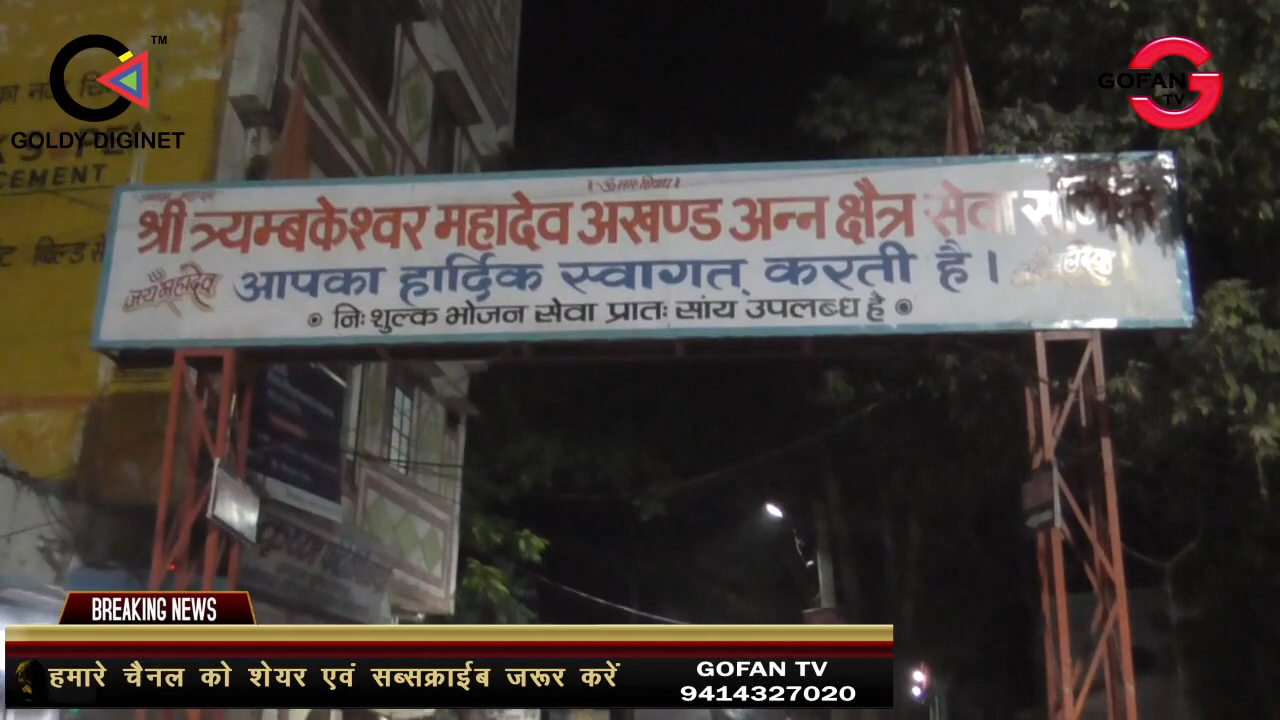 TM
GOLDY DIGINET
GOFAN
TV
CEMENT
॥ ॐ नमः शिवाय ॥
श्री त्र्यम्बकेश्वर महादेव अखण्ड अन्न क्षैत्र सेवा
जय महादेव आपका हार्दिक स्वागत् करती है।
निः शुल्क भोजन सेवा प्रातः सांय उपलब्ध है
BREAKING NEWS
हमारे चैनल को शेयर एवं सब्सक्राईब जरूर करें
GOFAN TV
9414327020